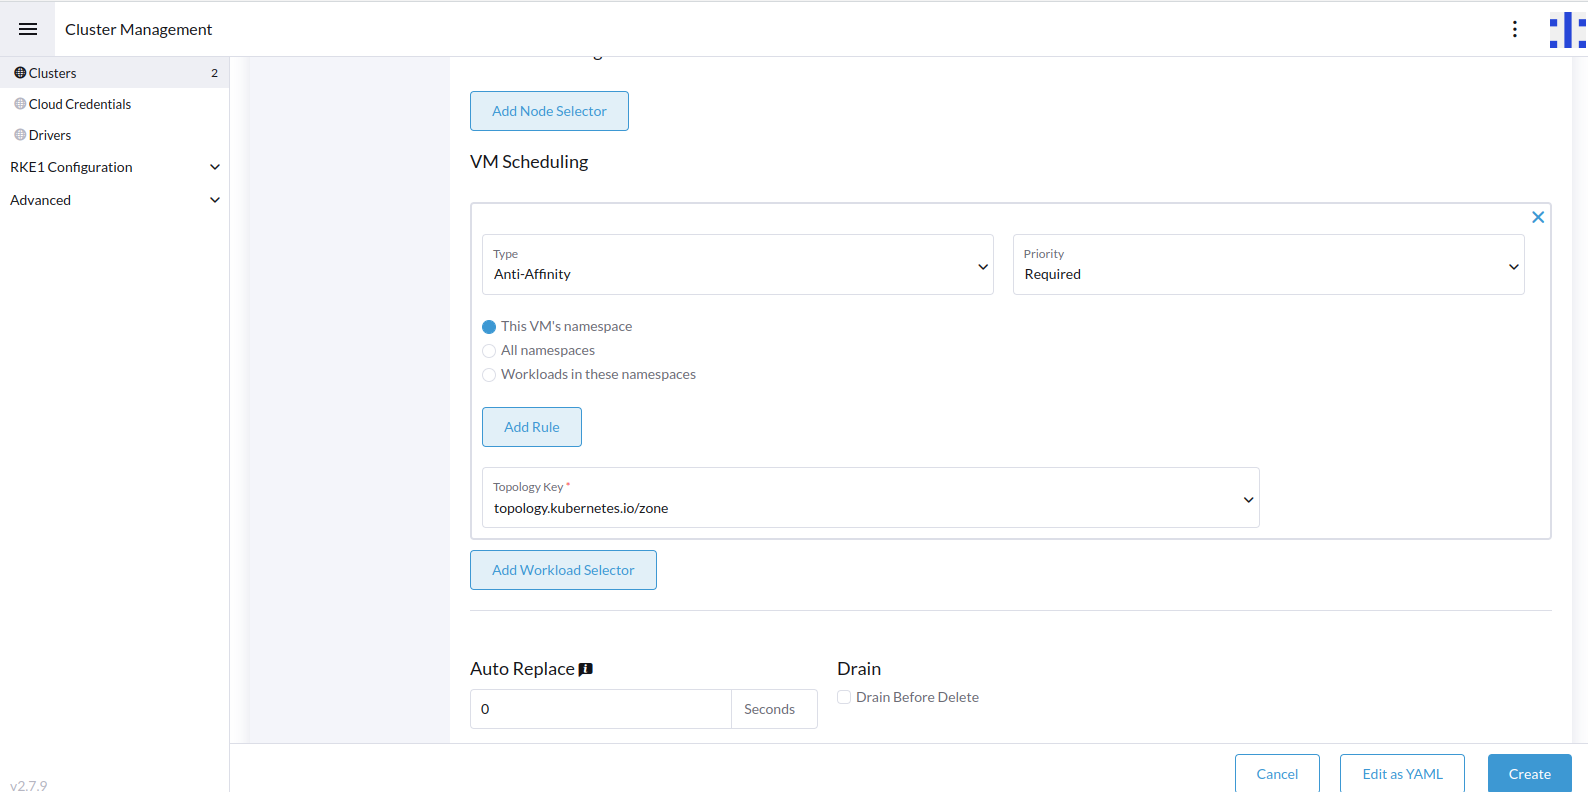 Cluster Management
Clusters 2
Cloud Credentials
Drivers
RKE1 Configuration
Advanced
v2.7.9
Add Node Selector
VM Scheduling
Type
Anti-Affinity
Priority
Required
This VM's namespace
All namespaces
Workloads in these namespaces
Add Rule
Topology Key *
topology.kubernetes.io/zone
Add Workload Selector
Auto Replace
0 Seconds
Drain
Drain Before Delete
Cancel
Edit as YAML
Create